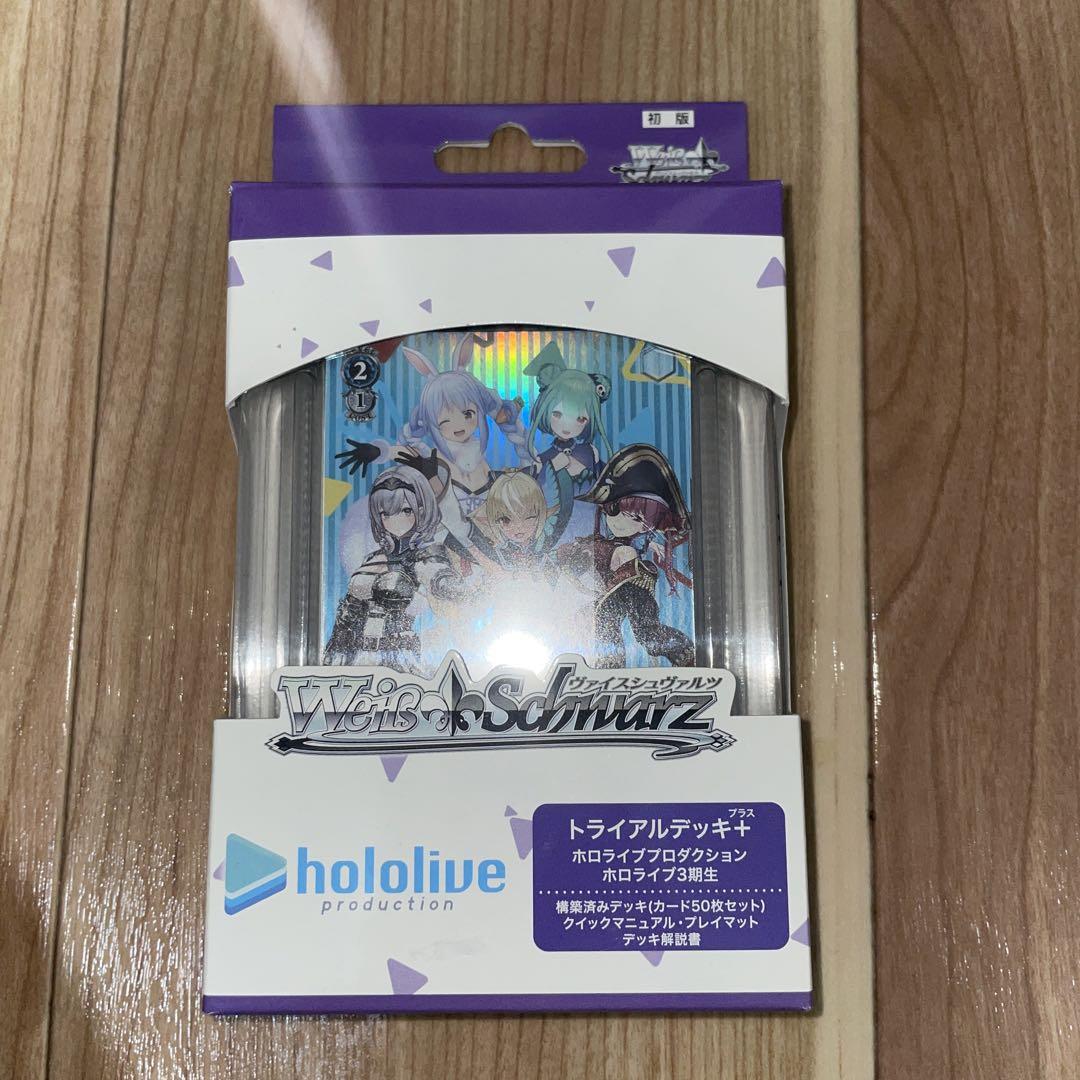 初版
Weiß Schwarz
2
1
ヴァイスシュヴァルツ
Weiß Schwarz
プラス
トライアルデッキ+
ホロライブプロダクション
ホロライブ3期生
構築済みデッキ(カード50枚セット)
クイックマニュアル・プレイマット
デッキ解説書
hololive
production